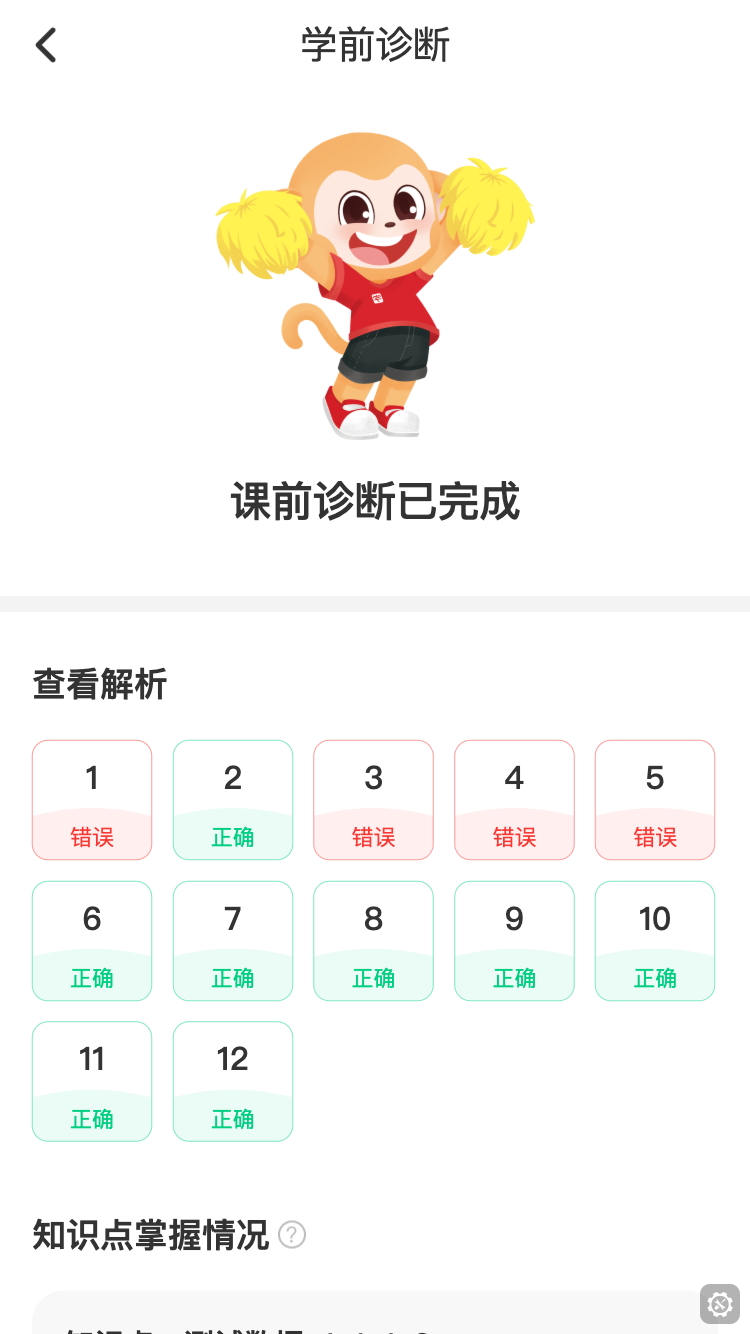 学前诊断
课前诊断已完成
查看解析
1 2 3 4 5
错误 正确 错误 错误 错误
6 7 8 9 10
正确 正确 正确 正确 正确
11 12
正确 正确
知识点掌握情况 ?